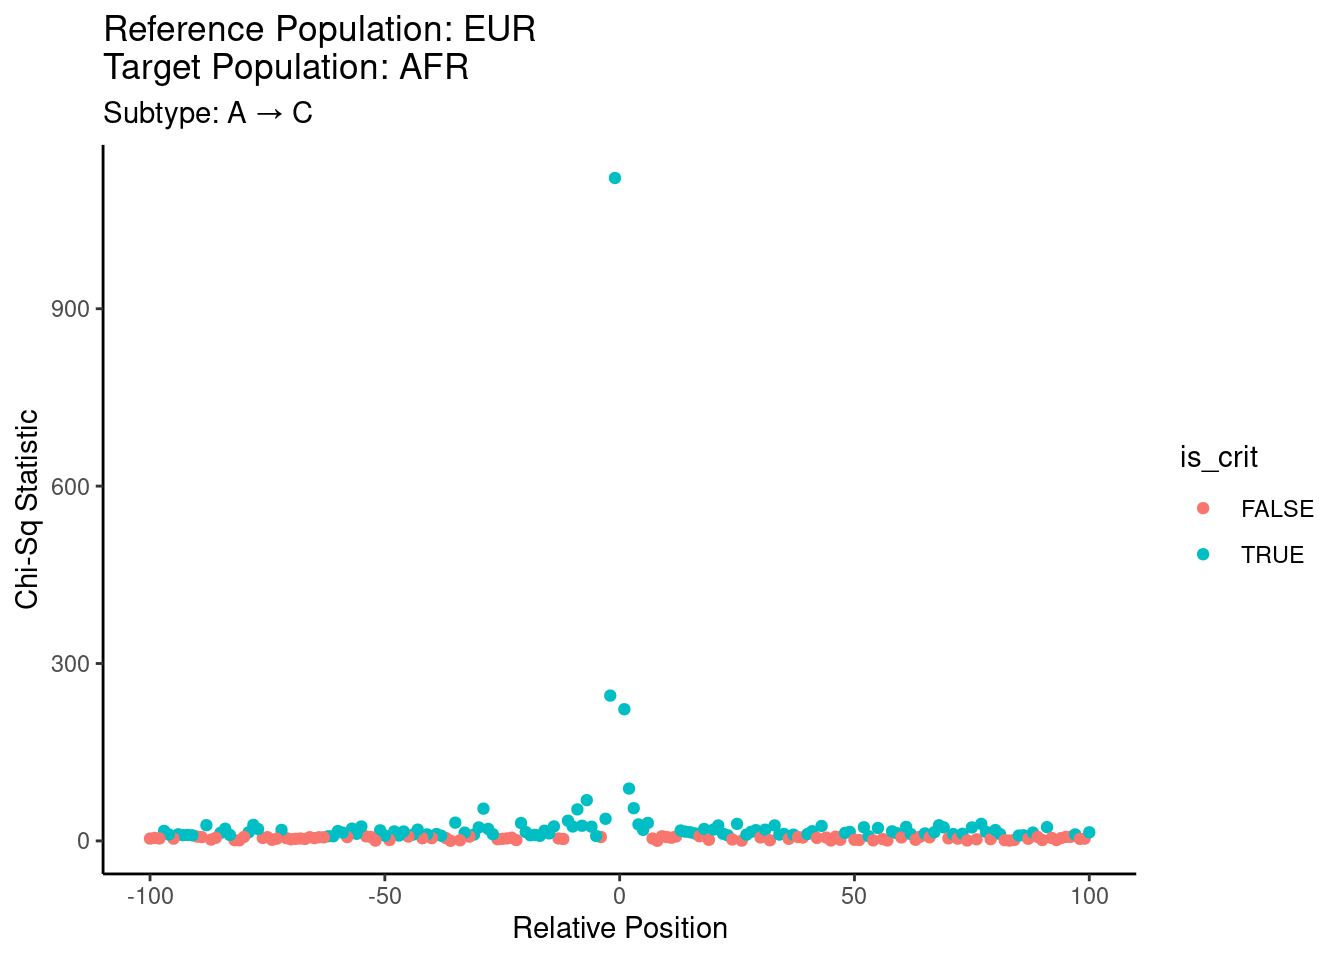 Reference Population: EUR
Target Population: AFR
Subtype: A → C
900
600
300
0
Chi-Sq Statistic
-100
-50
0
50
100
Relative Position
is_crit
FALSE
TRUE